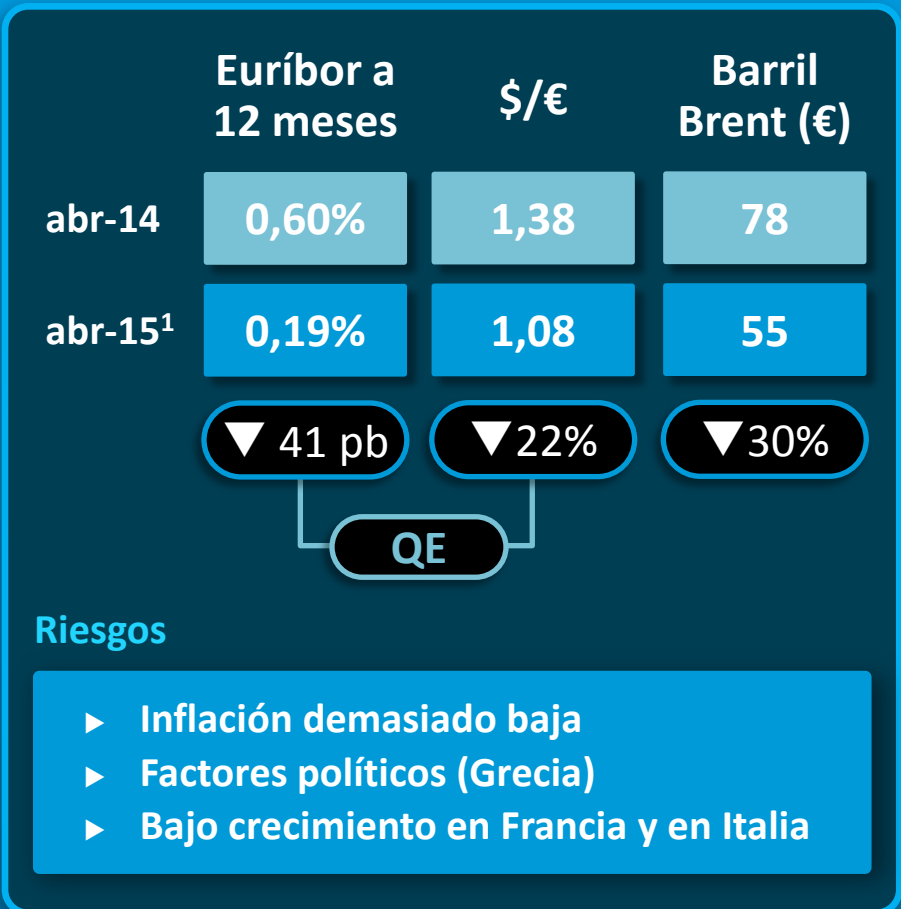 Euríbor a
12 meses
$/€
Barril
Brent (€)
abr-14
0,60%
1,38
78
abr-15¹
0,19%
1,08
55
▼ 41 pb
▼22%
▼30%
QE
Riesgos
▶ Inflación demasiado baja
▶ Factores políticos (Grecia)
▶ Bajo crecimiento en Francia y en Italia